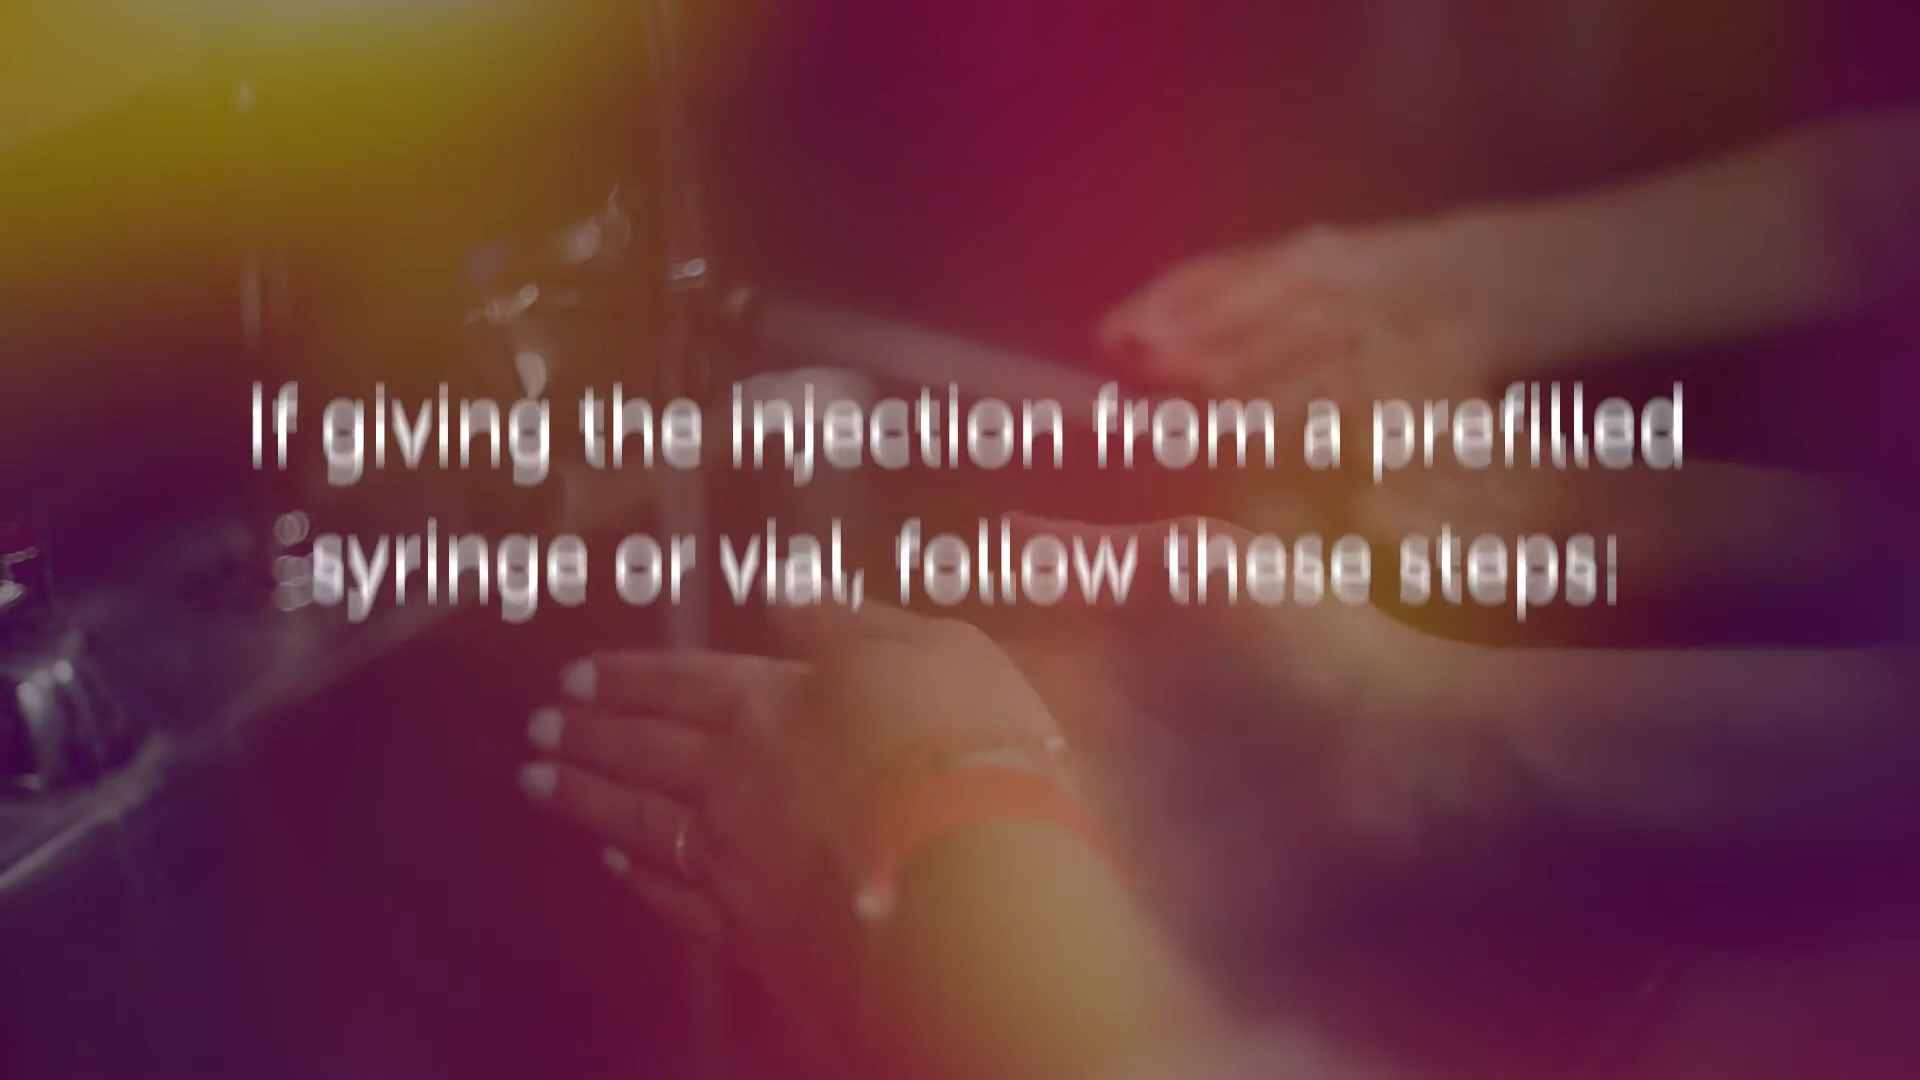 If giving the injection from a prefilled
syringe or vial, follow these steps: